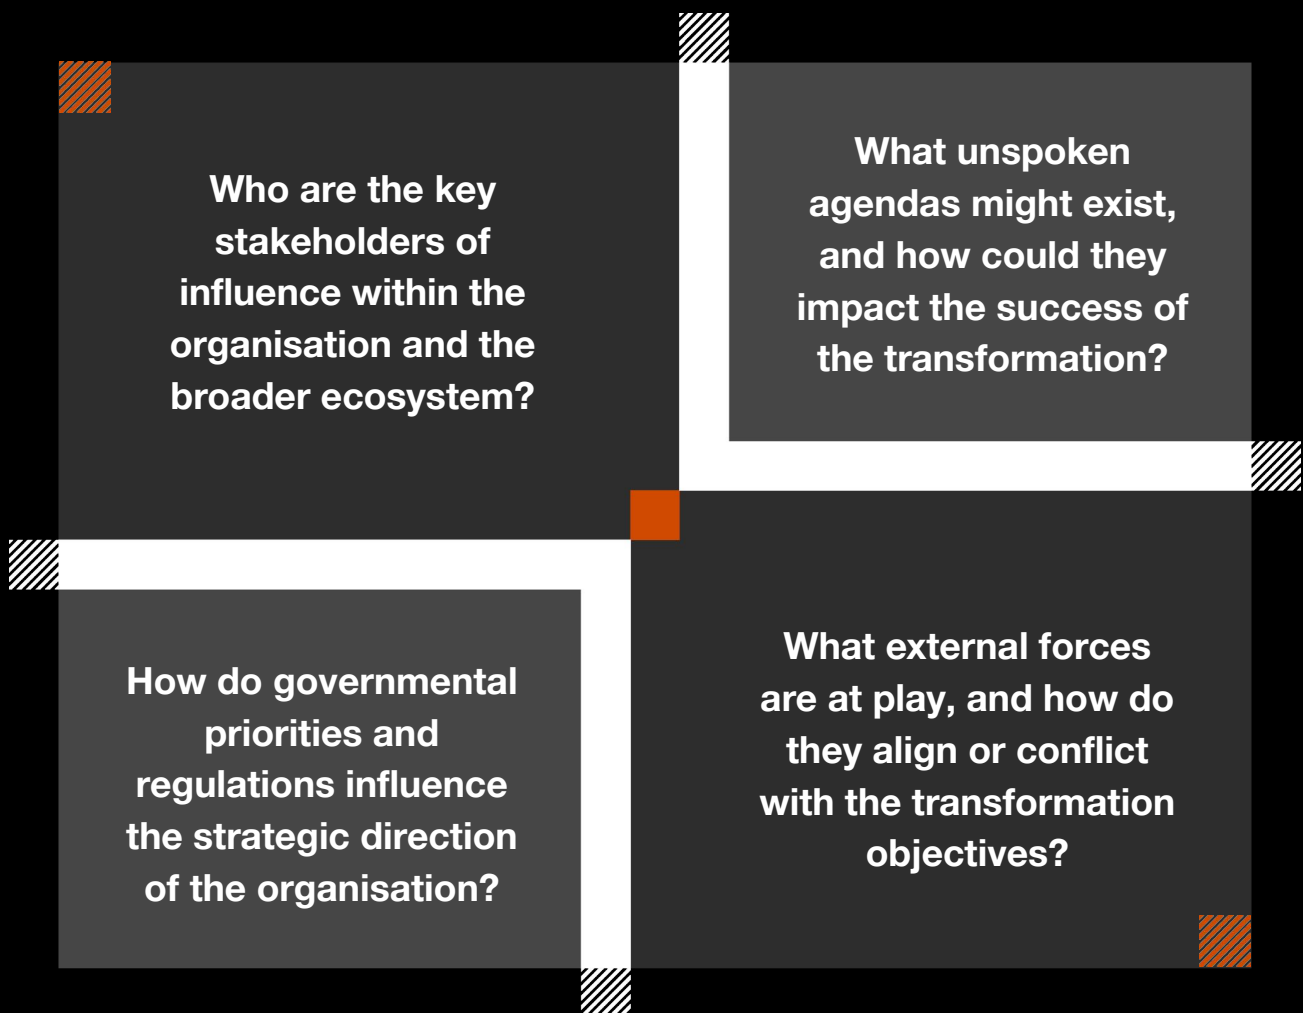 Who are the key
stakeholders of
influence within the
organisation and the
broader ecosystem?
What unspoken
agendas might exist,
and how could they
impact the success of
the transformation?
How do governmental
priorities and
regulations influence
the strategic direction
of the organisation?
What external forces
are at play, and how do
they align or conflict
with the transformation
objectives?